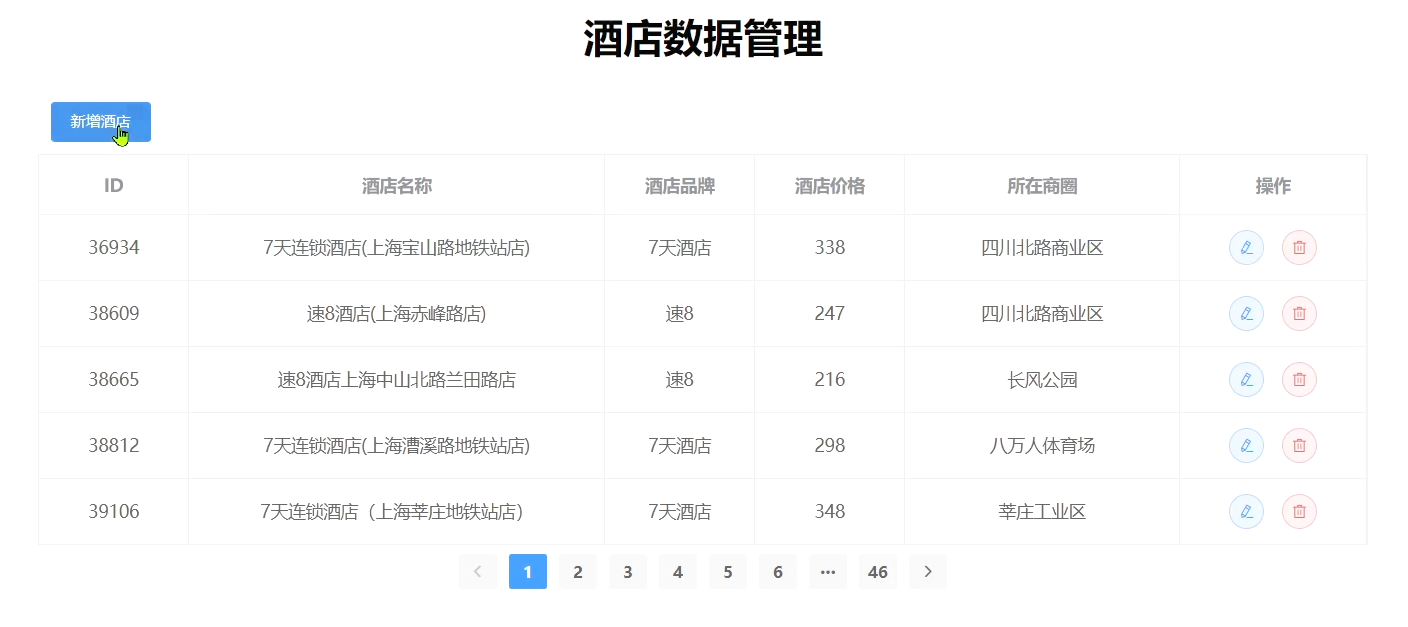 酒店数据管理
新增酒店
ID 酒店名称 酒店品牌 酒店价格 所在商圈 操作
36934 7天连锁酒店(上海宝山路地铁站店) 7天酒店 338 四川北路商业区
38609 速8酒店(上海赤峰路店) 速8 247 四川北路商业区
38665 速8酒店上海中山北路兰田路店 速8 216 长风公园
38812 7天连锁酒店(上海漕溪路地铁站店) 7天酒店 298 八万人体育场
39106 7天连锁酒店（上海莘庄地铁站店） 7天酒店 348 莘庄工业区
1 2 3 4 5 6 ··· 46